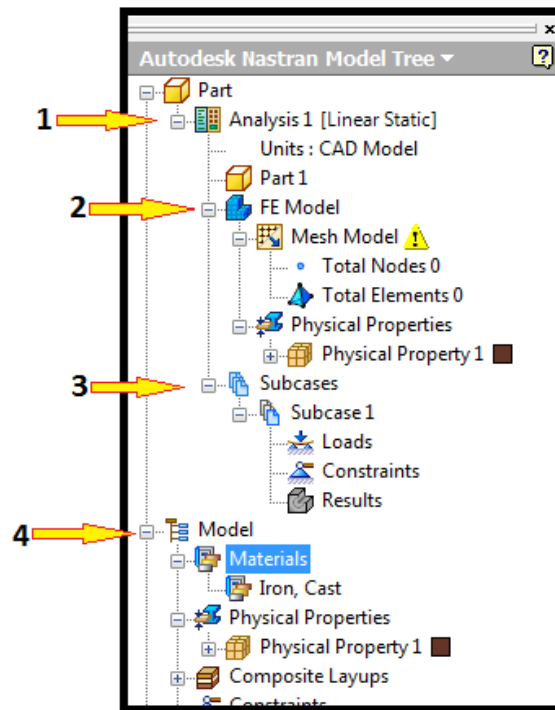 x
Autodesk Nastran Model Tree
?
Part
1
Analysis 1 [Linear Static]
Units : CAD Model
Part 1
2
FE Model
Mesh Model
Total Nodes 0
Total Elements 0
Physical Properties
Physical Property 1
3
Subcases
Subcase 1
Loads
Constraints
Results
4
Model
Materials
Iron, Cast
Physical Properties
Physical Property 1
Composite Layups
Constraints